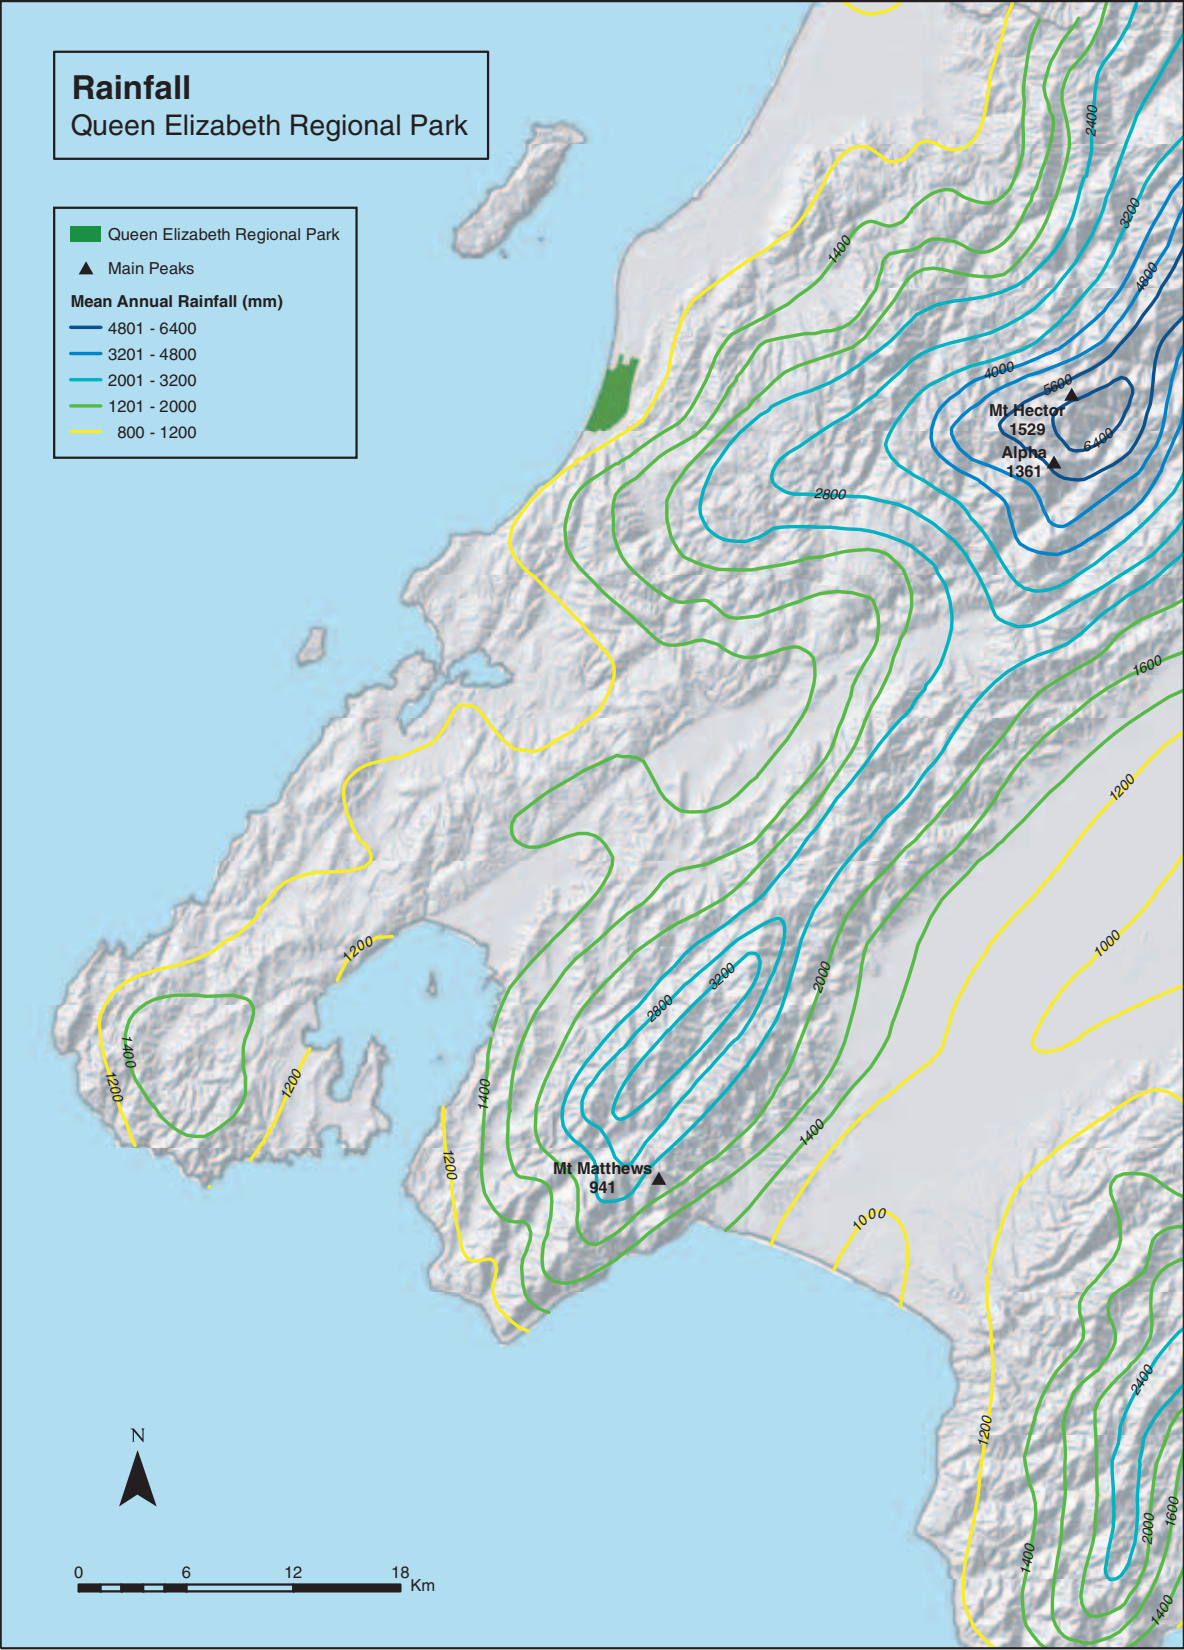 Rainfall
Queen Elizabeth Regional Park
Queen Elizabeth Regional Park
Main Peaks
Mean Annual Rainfall (mm)
4801 - 6400
3201 - 4800
2001 - 3200
1201 - 2000
800 - 1200
2400
3200
1400
4800
4000
5600
Mt Hector
1529
6400
Alpha
1361
2800
1600
1200
1000
1200
2000
3200
2800
1400
1200
1200
1400
1400
1200
Mt Matthews
941
1000
2400
1200
1600
2000
1400
1400
N
0 6 12 18
Km